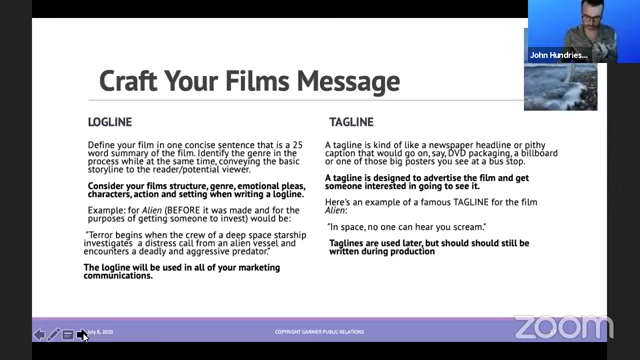 John Hundries...
Craft Your Films Message
LOGLINE
Define your film in one concise sentence that is a 25
word summary of the film. Identify the genre in the
process while at the same time, conveying the basic
storyline to the reader/potential viewer.
Consider your films structure, genre, emotional pleas,
characters, action and setting when writing a logline.
Example: for Alien (BEFORE it was made and for the
purposes of getting someone to invest) would be:
"Terror begins when the crew of a deep space starship
investigates a distress call from an alien vessel and
encounters a deadly and aggressive predator."
The logline will be used in all of your marketing
communications.
TAGLINE
A tagline is kind of like a newspaper headline or pithy
caption that would go on, say, DVD packaging, a billboard
or one of those big posters you see at a bus stop.
A tagline is designed to advertise the film and get
someone interested in going to see it.
Here's an example of a famous TAGLINE for the film
Alien:
"In space, no one can hear you scream."
Taglines are used later, but should should still be
written during production
July 8, 2020
COPYRIGHT GARNIER PUBLIC RELATIONS
zoom